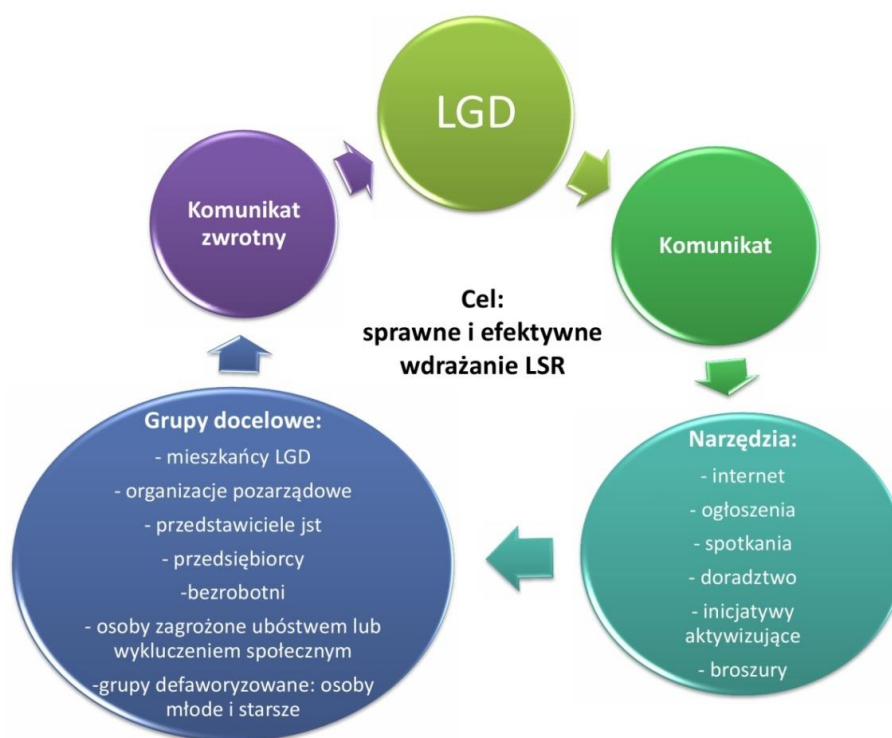 LGD
Komunikat
zwrotny
Komunikat
Cel:
sprawne i efektywne
wdrażanie LSR
Grupy docelowe:
- mieszkańcy LGD
- organizacje pozarządowe
- przedstawiciele jst
- przedsiębiorcy
-bezrobotni
- osoby zagrożone ubóstwem lub
wykluczeniem społecznym
-grupy defaworyzowane: osoby
młode i starsze
Narzędzia:
- internet
- ogłoszenia
- spotkania
- doradztwo
- inicjatywy
aktywizujące
- broszury